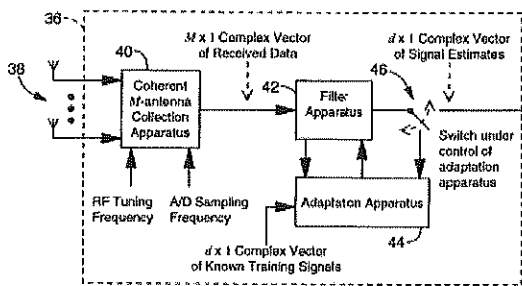 36
40
M x 1 Complex Vector
of Received Data
d x 1 Complex Vector
of Signal Estimates
38
Coherent
M-antenna
Collection
Apparatus
42
Filter
Apparatus
46
Switch under
control of
adaptation
apparatus
RF Tuning
Frequency
A/D Sampling
Frequency
Adaptation Apparatus
44
d x 1 Complex Vector
of Known Training Signals